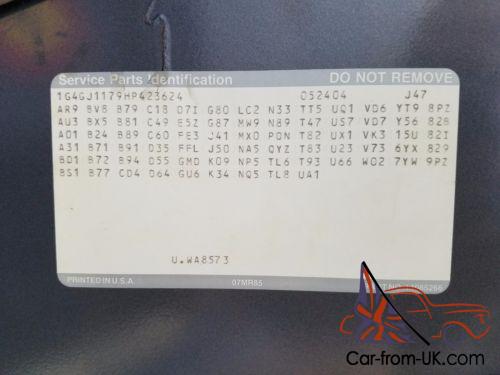 Service Parts Identification DO NOT REMOVE
1G4GJ1179HP423624 052404 J47
AR9 BV8 B79 C18 D7I G80 LC2 N33 TT5 UQ1 VD6 YT9 8PZ
AU3 BX5 B81 C49 E5Z G87 MW9 N89 T47 US7 VD7 Y56 828
A01 B24 B89 C60 FE3 J41 MX0 PQN T82 UX1 VK3 15U 821
A31 B71 B91 D35 FFL J50 NA5 QYZ T83 U23 V73 6YX 829
BD1 B72 B94 D55 GMD K09 NP5 TL6 T93 U66 W02 7YW 9PZ
BS1 B77 CD4 D64 GU6 K34 NQ5 TL8 UA1
U.WA8573
PRINTED IN U.S.A. 07MR85
Car-from-UK.com